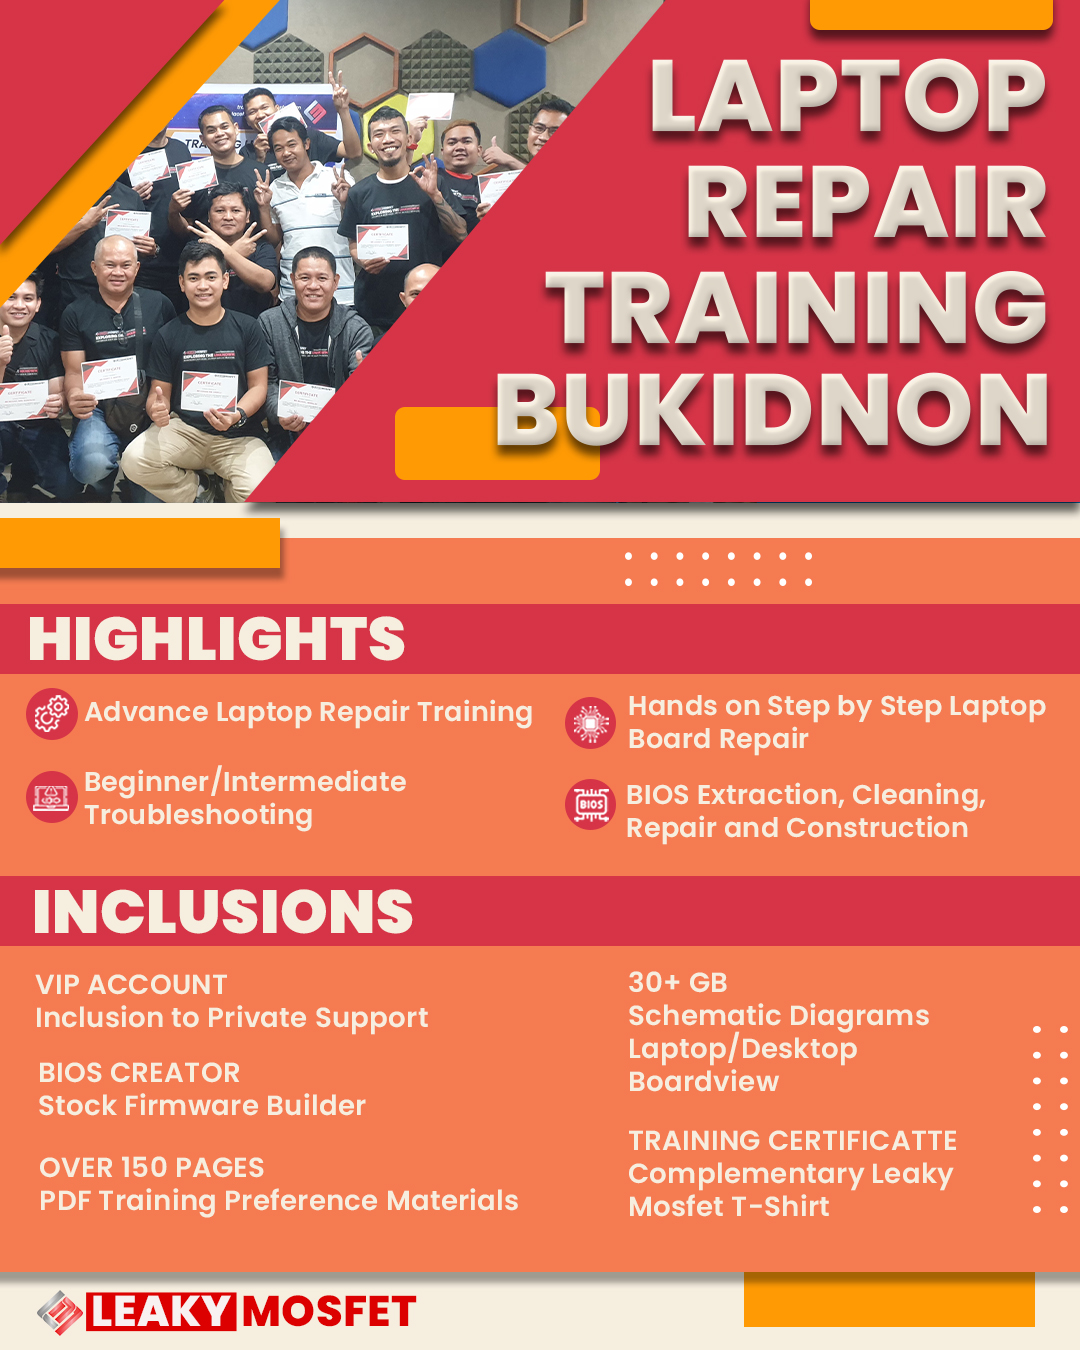 LAPTOP
REPAIR
TRAINING
BUKIDNON
HIGHLIGHTS
Advance Laptop Repair Training
Beginner/Intermediate
Troubleshooting
Hands on Step by Step Laptop
Board Repair
BIOS
BIOS Extraction, Cleaning,
Repair and Construction
INCLUSIONS
VIP ACCOUNT
Inclusion to Private Support
BIOS CREATOR
Stock Firmware Builder
OVER 150 PAGES
PDF Training Preference Materials
30+ GB
Schematic Diagrams
Laptop/Desktop
Boardview
TRAINING CERTIFICATTE
Complementary Leaky
Mosfet T-Shirt
LEAKY MOSFET